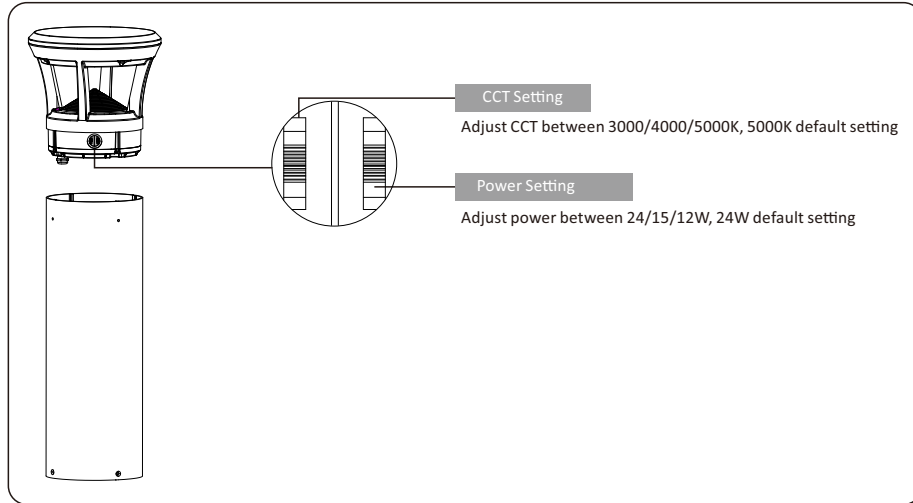 CCT Setting
Adjust CCT between 3000/4000/5000K, 5000K default setting
Power Setting
Adjust power between 24/15/12W, 24W default setting